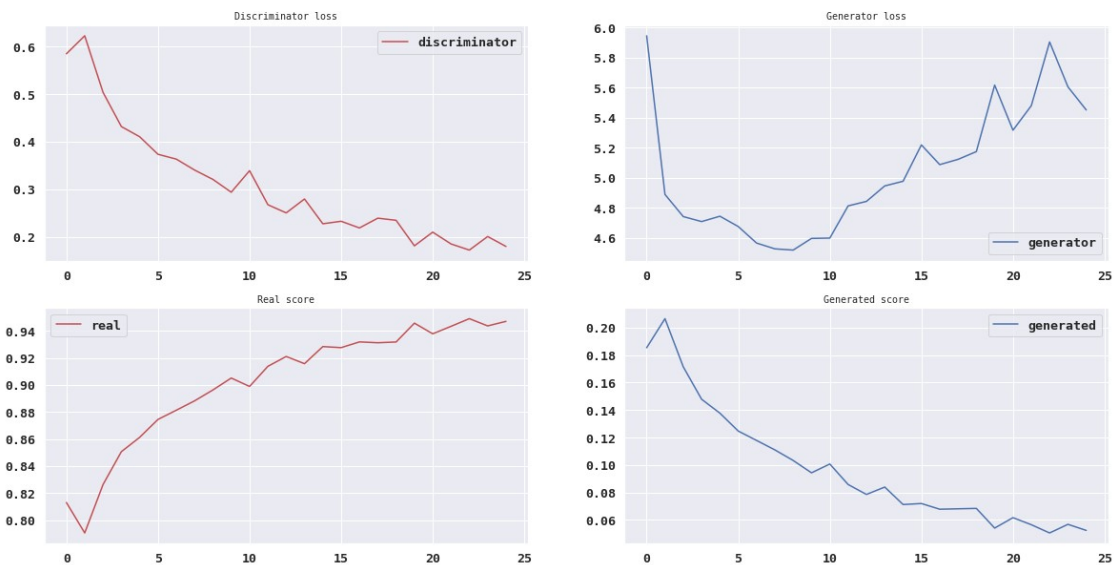 Discriminator loss
0.6
0.5
0.4
0.3
0.2
discriminator
0 5 10 15 20 25
Generator loss
6.0
5.8
5.6
5.4
5.2
5.0
4.8
4.6
generator
0 5 10 15 20 25
Real score
real
0.94
0.92
0.90
0.88
0.86
0.84
0.82
0.80
0 5 10 15 20 25
Generated score
generated
0.20
0.18
0.16
0.14
0.12
0.10
0.08
0.06
0 5 10 15 20 25